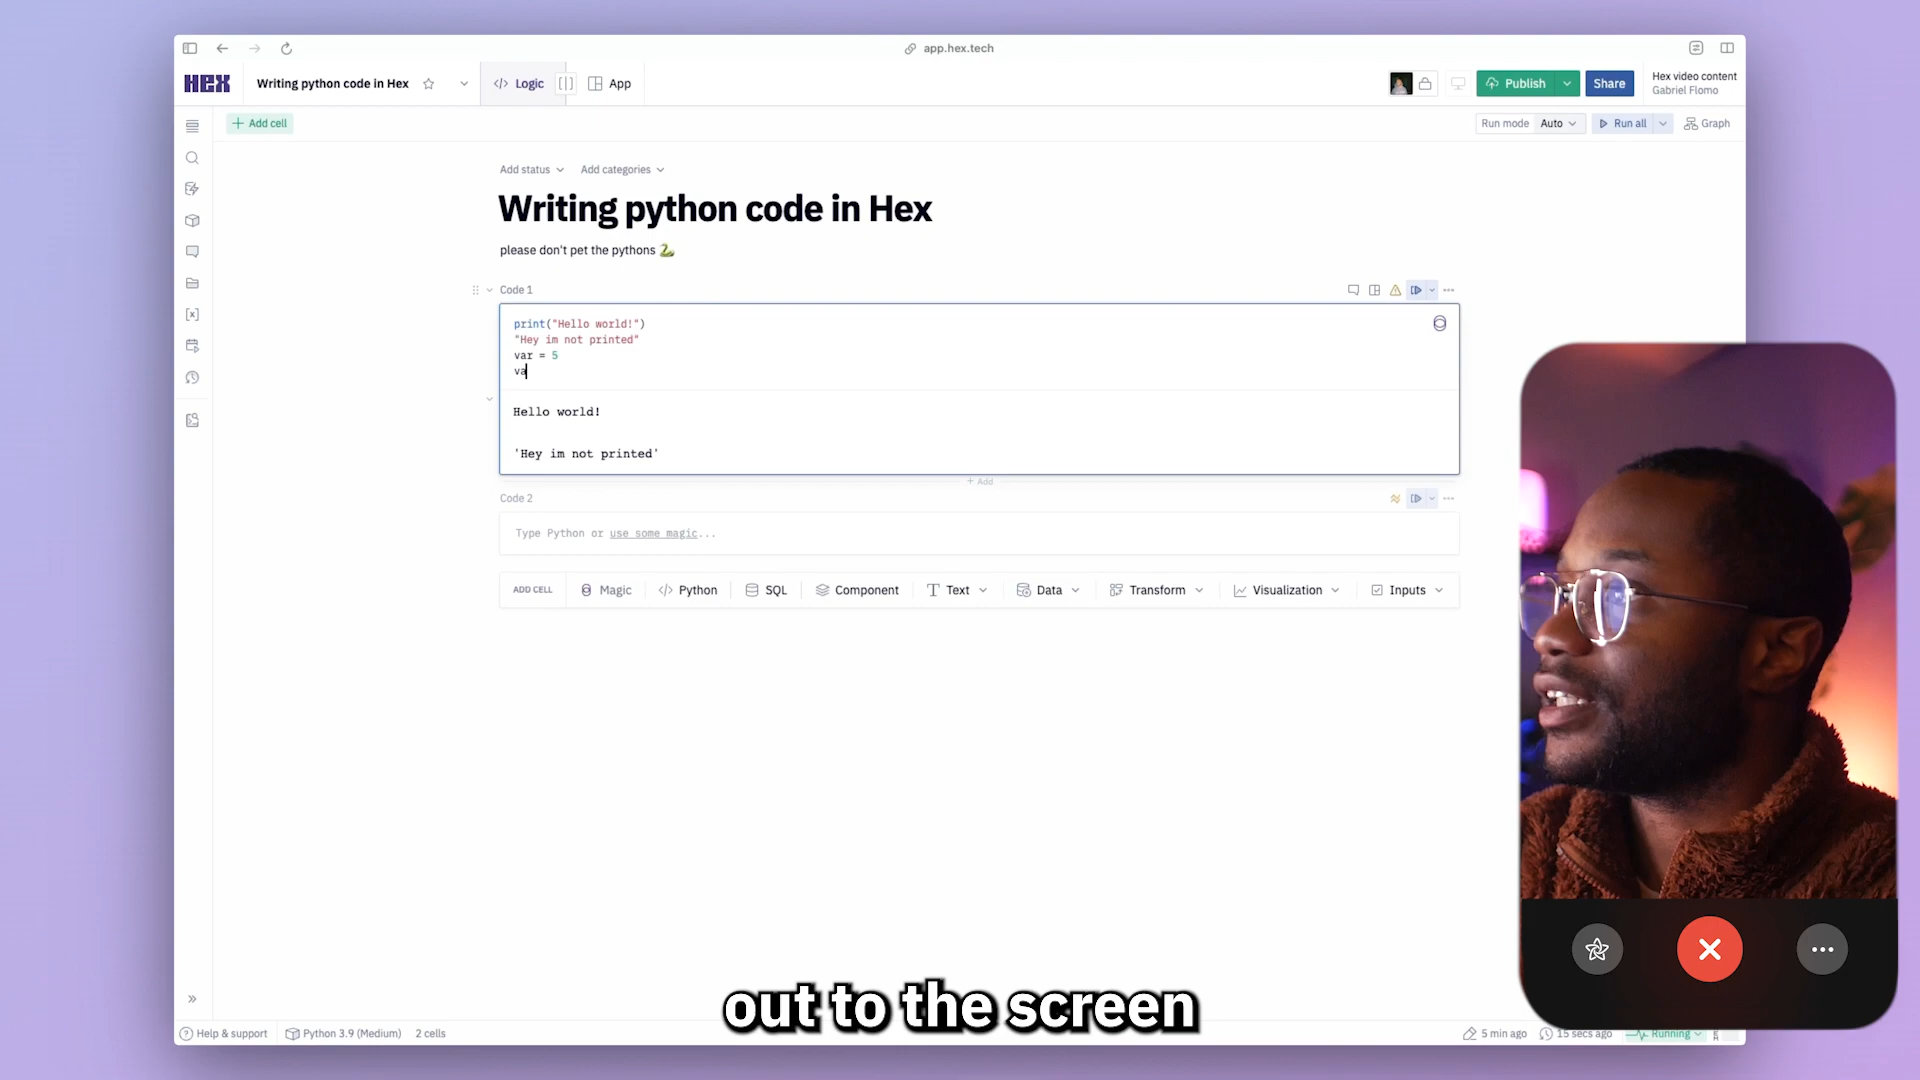 app.hex.tech
HEX
Writing python code in Hex
Logic
App
Publish
Share
Hex video content
Gabriel Flomo
Add cell
Run mode Auto
Run all
Graph
Add status
Add categories
Writing python code in Hex
please don't pet the pythons
Code 1
print("Hello world!")
"Hey im not printed"
var = 5
va
Hello world!
'Hey im not printed'
+ Add
Code 2
Type Python or use some magic...
ADD CELL
Magic
Python
SQL
Component
Text
Data
Transform
Visualization
Inputs
out to the screen
Help & support
Python 3.9 (Medium)
2 cells
5 min ago
15 secs ago
Running